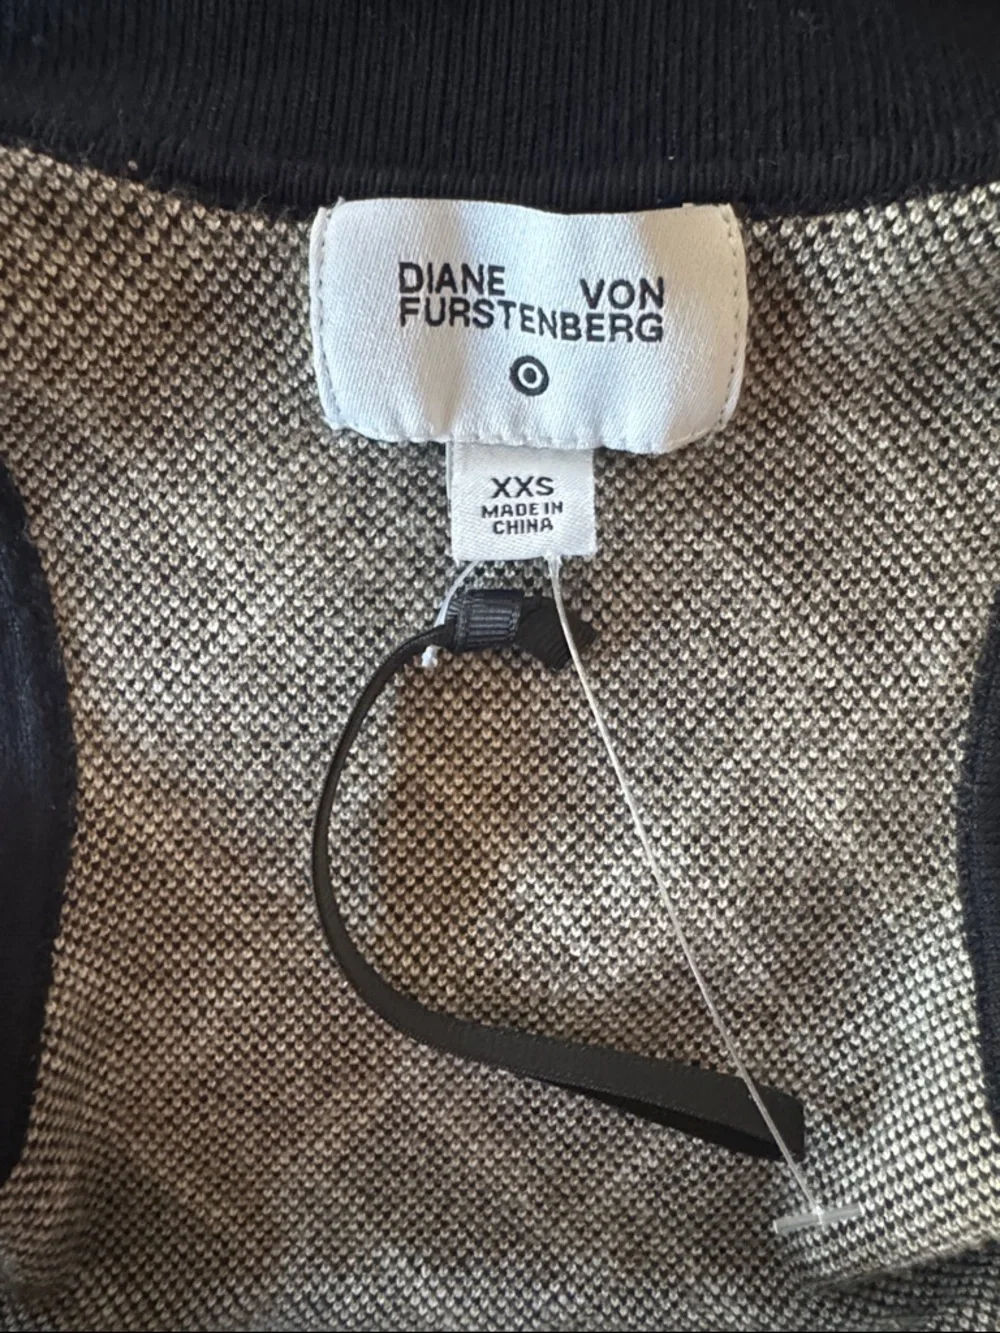 DIANE VON
FURSTENBERG
XXS
MADE IN
CHINA